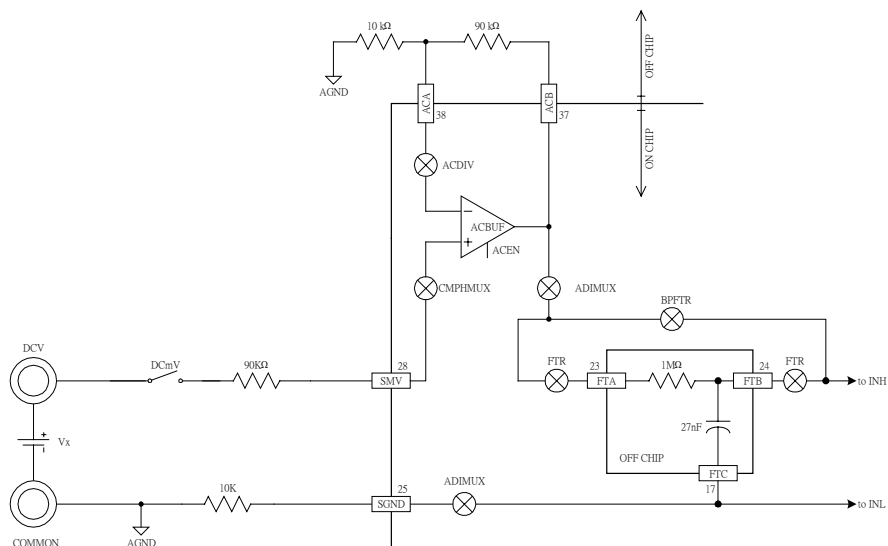 10 kΩ
90 kΩ
AGND
ACA
38
ACB
37
OFF CHIP
ON CHIP
ACDIV
−
ACBUF
+
ACEN
CMPHMUX
ADIMUX
BPFTR
DCV
DCmV
90KΩ
28
SMV
FTR
23
FTA
1MΩ
24
FTB
FTR
to INH
Vx
+
27nF
OFF CHIP
FTC
17
10K
25
SGND
ADIMUX
to INL
COMMON
AGND